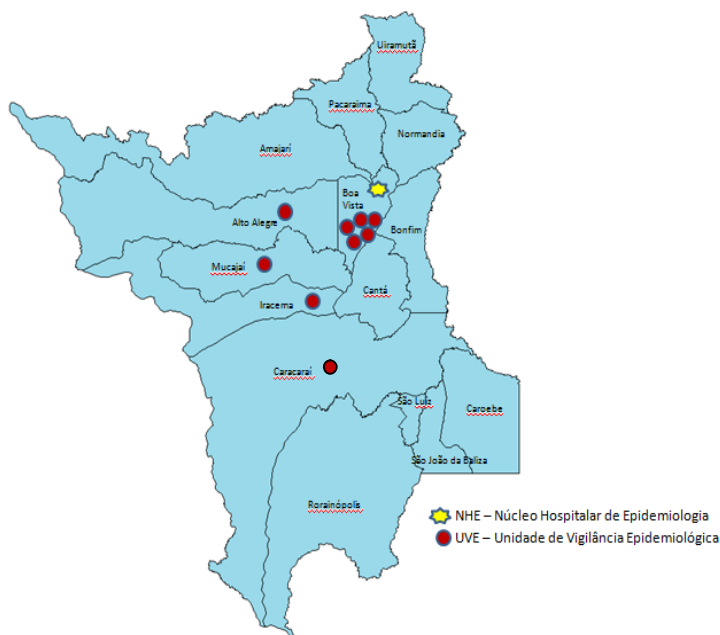 Uiramutã
Pacaraima
Normandia
Amajarí
Boa
Vista
Alto Alegre
Bonfim
Mucajaí
Cantá
Iracema
Caracaraí
São Luiz
Caroebe
São João da Baliza
Rorainópolis
NHE – Núcleo Hospitalar de Epidemiologia
UVE – Unidade de Vigilância Epidemiológica